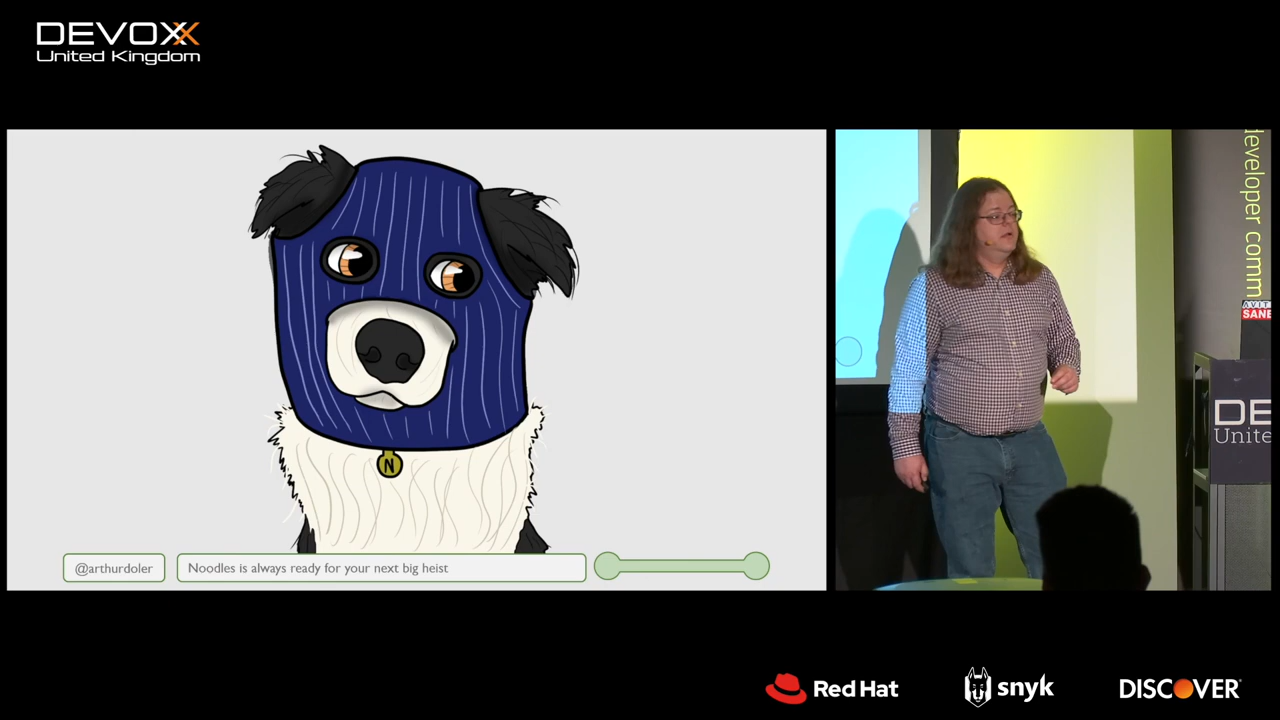 DEVOXX
United Kingdom
N
@arthurdoler
Noodles is always ready for your next big heist
developer comm
SANE
DE
Unite
Red Hat
snyk
DISCOVER